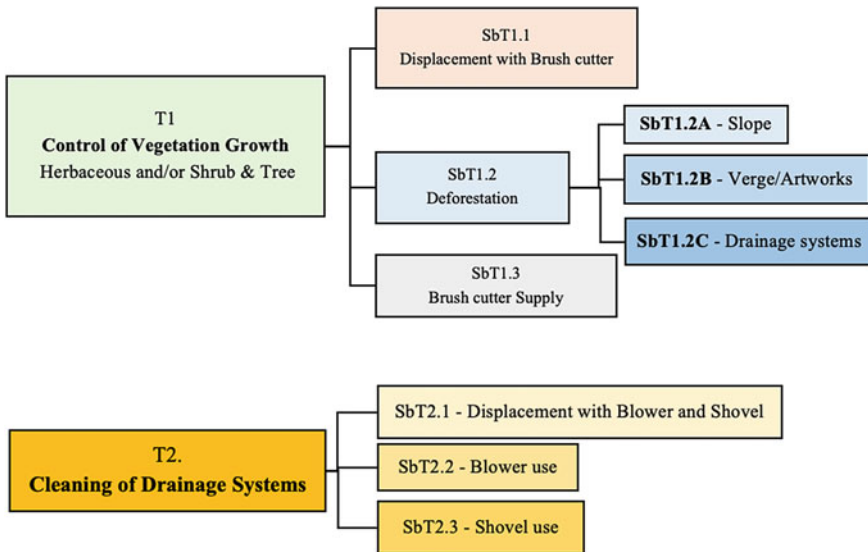 SbT1.1
Displacement with Brush cutter
T1
Control of Vegetation Growth
Herbaceous and/or Shrub & Tree
SbT1.2
Deforestation
SbT1.2A - Slope
SbT1.2B - Verge/Artworks
SbT1.2C - Drainage systems
SbT1.3
Brush cutter Supply
T2.
Cleaning of Drainage Systems
SbT2.1 - Displacement with Blower and Shovel
SbT2.2 - Blower use
SbT2.3 - Shovel use